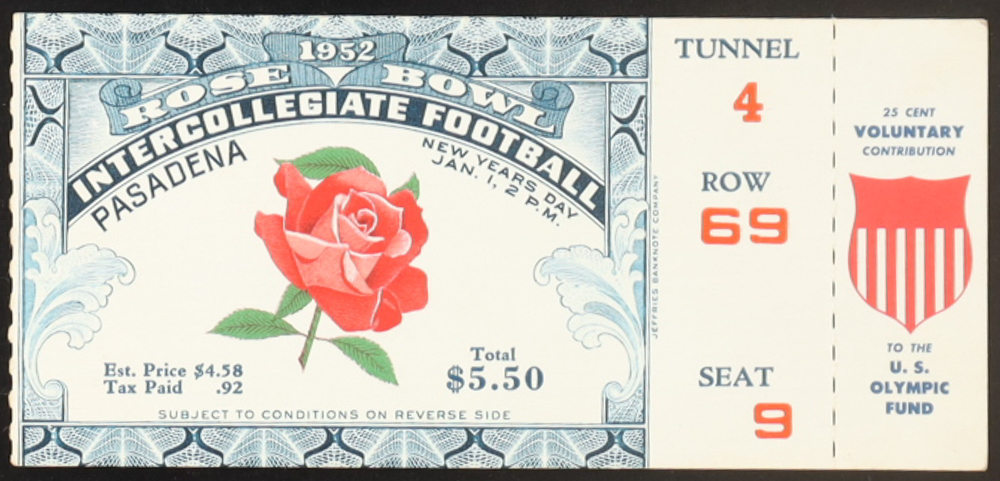 1952
ROSE BOWL
INTERCOLLEGIATE FOOTBALL
PASADENA
NEW YEARS DAY
JAN. 1, 2 P.M.
Est. Price $4.58
Tax Paid .92
Total
$5.50
SUBJECT TO CONDITIONS ON REVERSE SIDE
JEFFRIES BANKNOTE COMPANY
TUNNEL
4
ROW
69
SEAT
9
25 CENT
VOLUNTARY
CONTRIBUTION
TO THE
U. S.
OLYMPIC
FUND